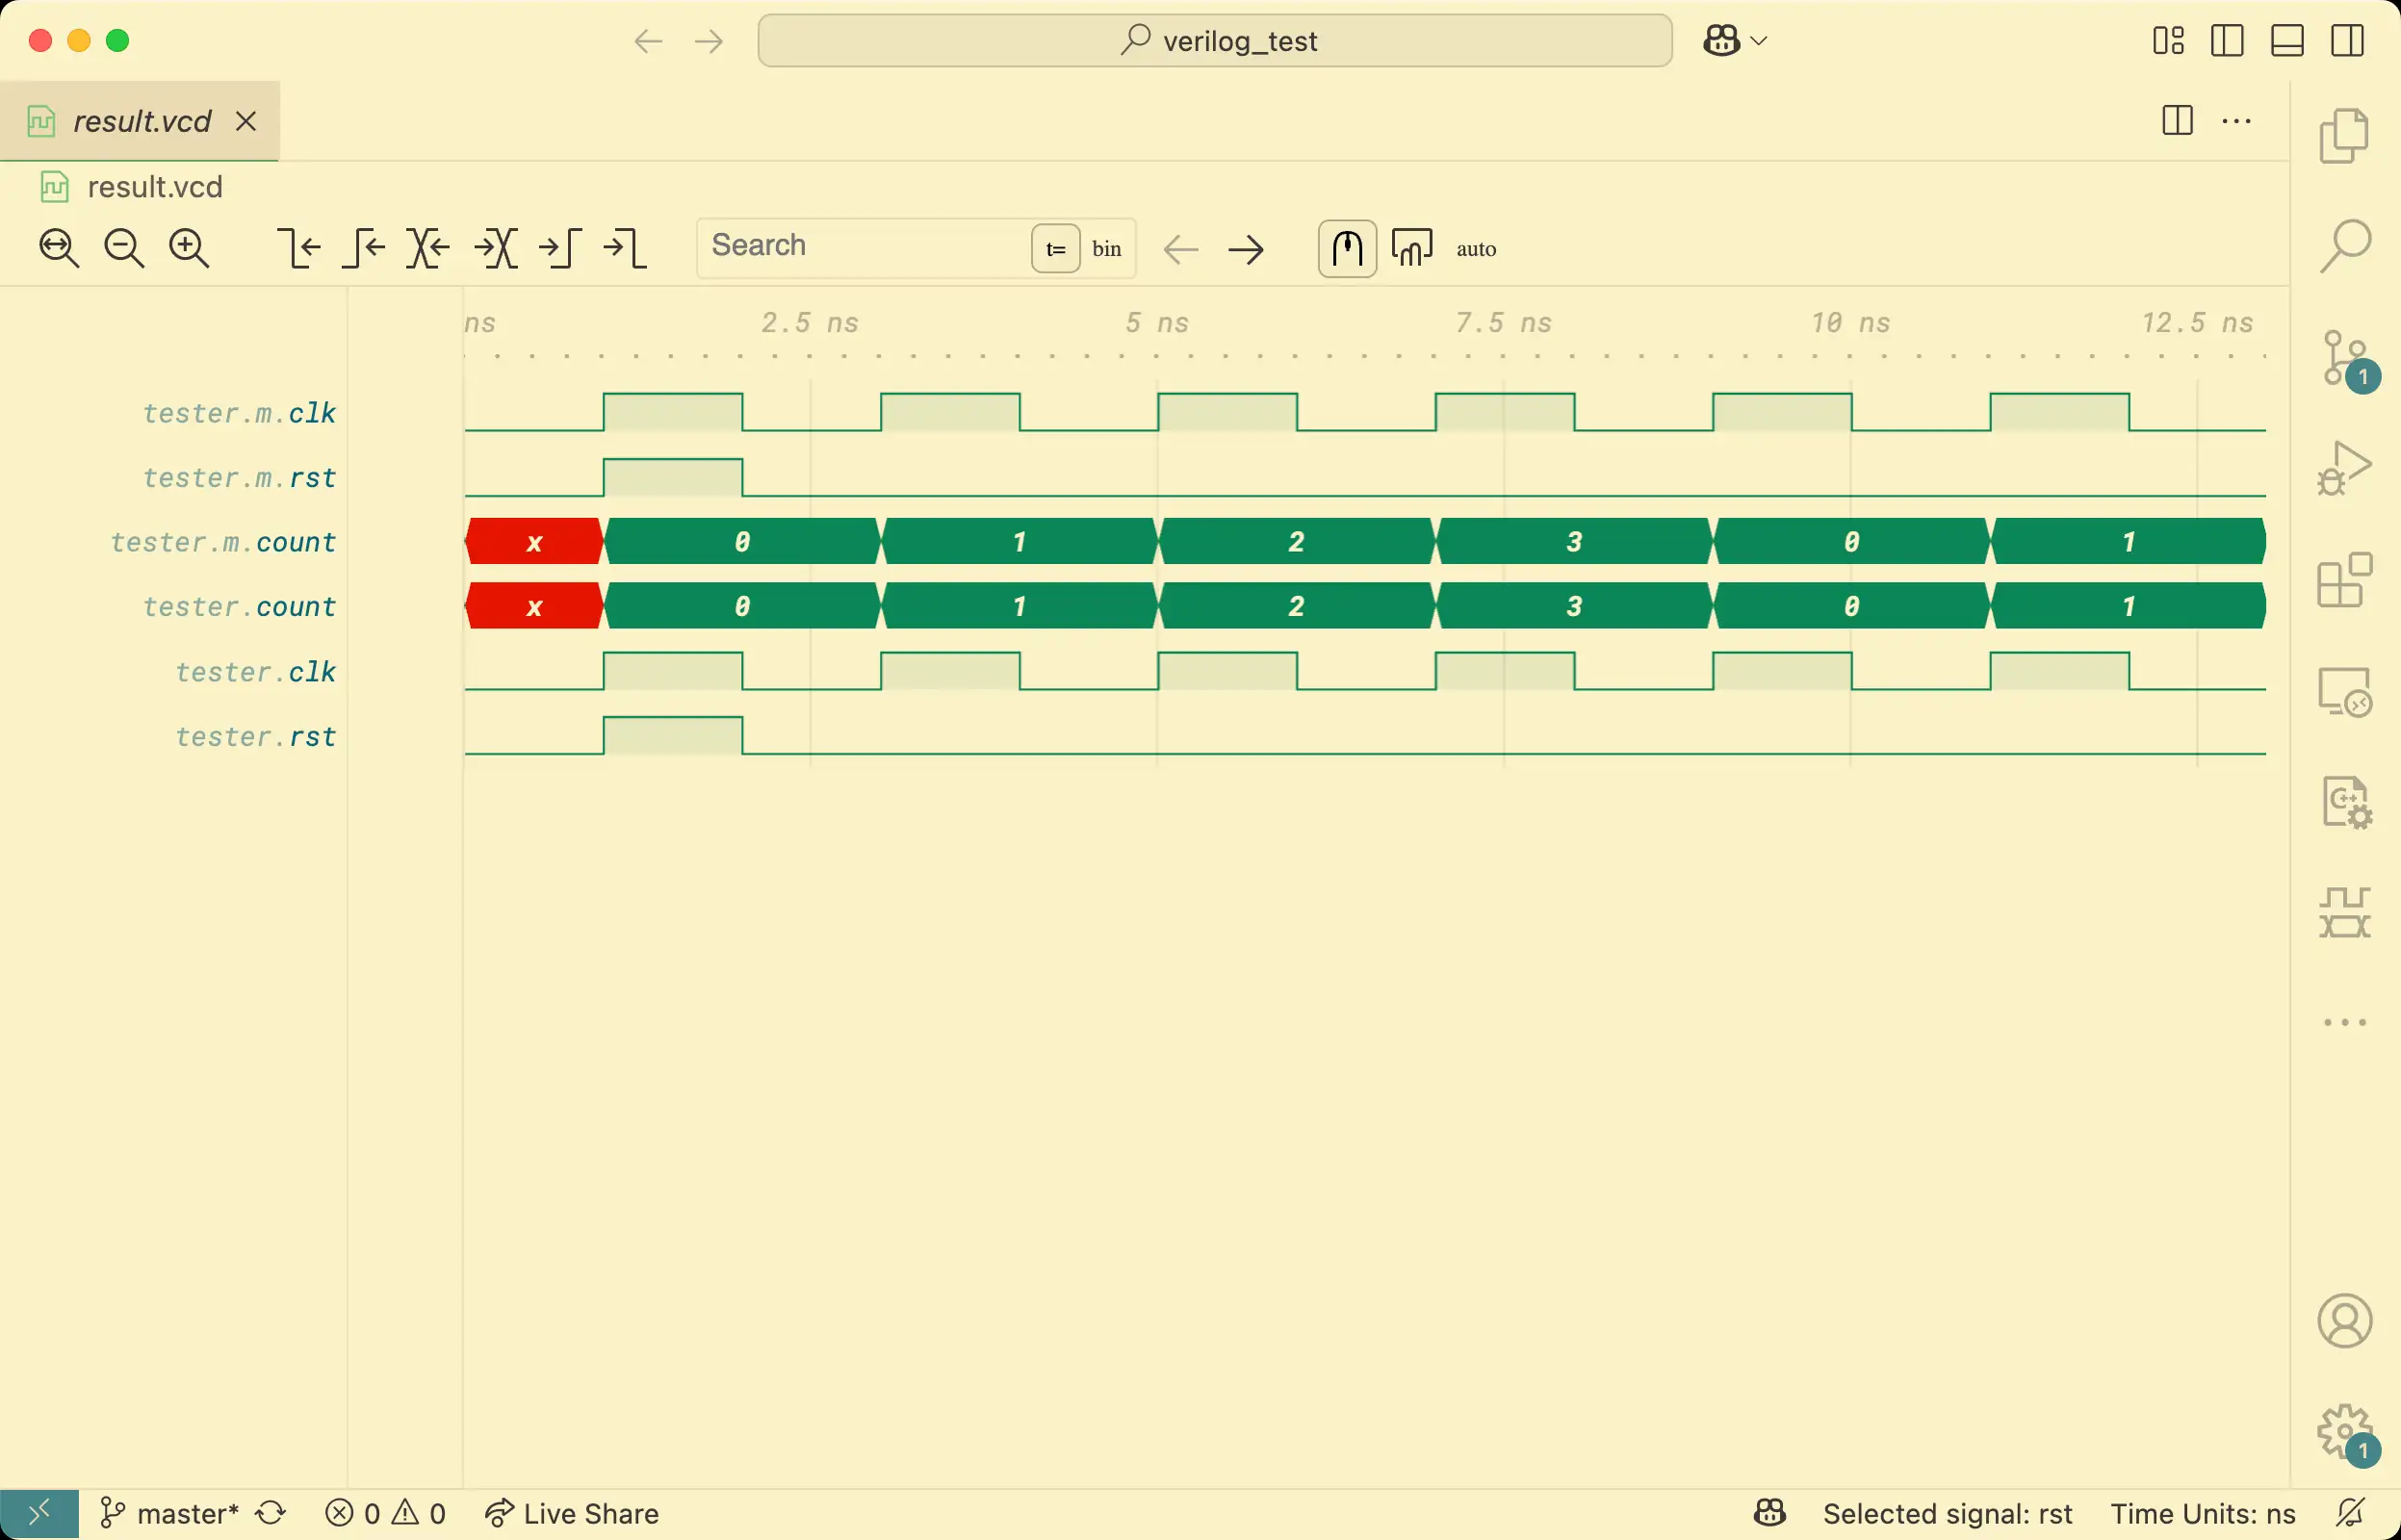 verilog_test
result.vcd
result.vcd
Search t= bin auto
ns 2.5 ns 5 ns 7.5 ns 10 ns 12.5 ns
tester.m.clk
tester.m.rst
tester.m.count x 0 1 2 3 0 1
tester.count x 0 1 2 3 0 1
tester.clk
tester.rst
1
C++
1
master* 0 0 Live Share Selected signal: rst Time Units: ns